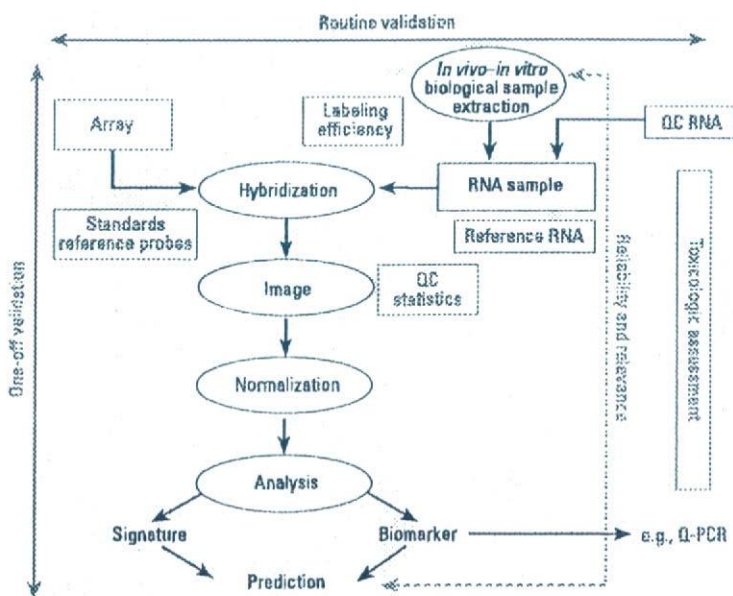 Routine validation
In vivo–in vitro
biological sample
extraction
Labeling
efficiency
Array
QC RNA
Hybridization
RNA sample
Standards
reference probes
Reference RNA
Image
QC
statistics
Normalization
Analysis
Signature
Biomarker
e.g., Q-PCR
Prediction
One-off validation
Reliability and relevance
Toxicologic assessment